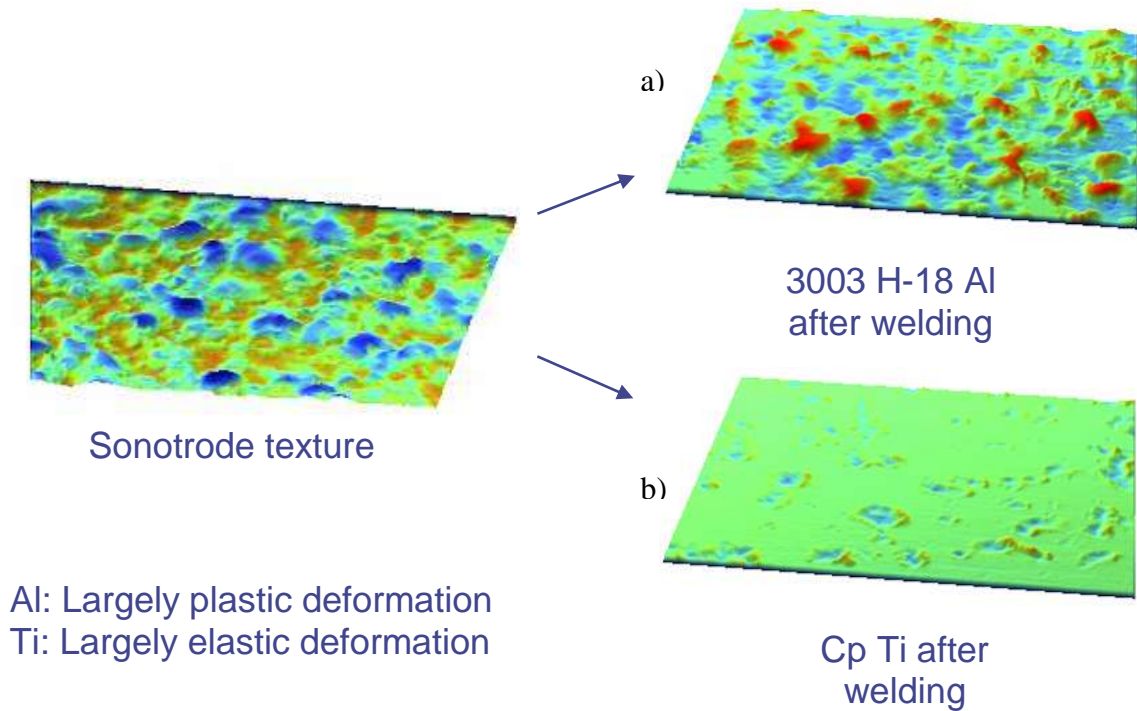 a)
3003 H-18 Al
after welding
Sonotrode texture
b)
Al: Largely plastic deformation
Ti: Largely elastic deformation
Cp Ti after
welding